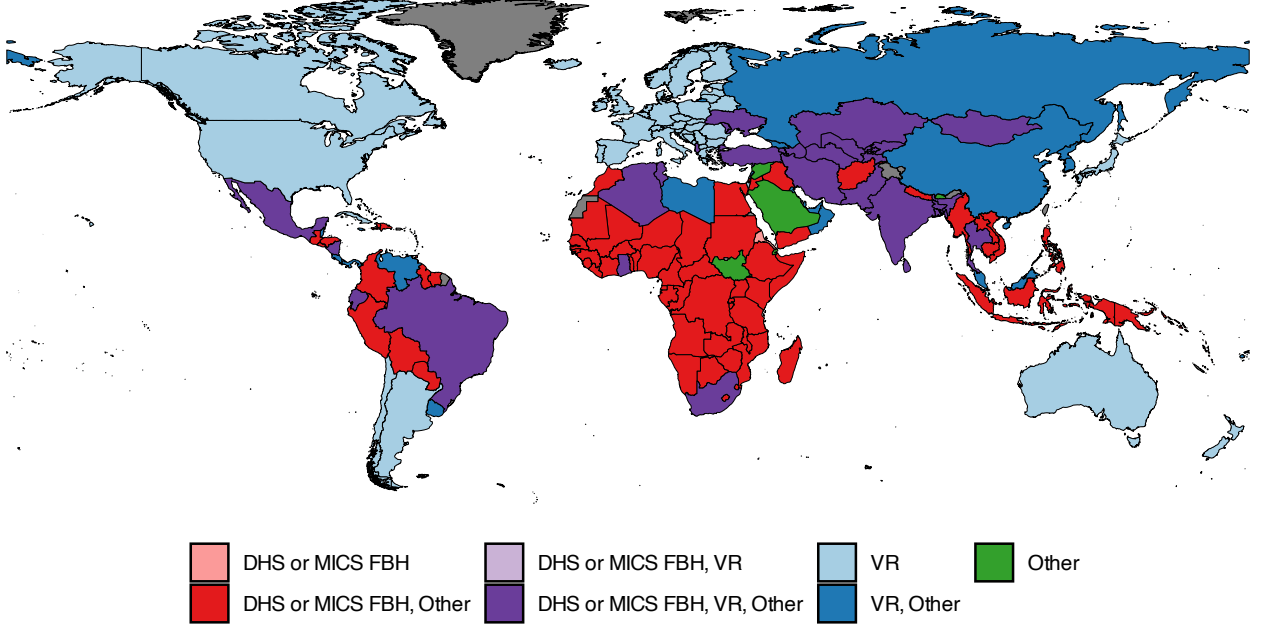 DHS or MICS FBH
DHS or MICS FBH, VR
VR
Other
DHS or MICS FBH, Other
DHS or MICS FBH, VR, Other
VR, Other